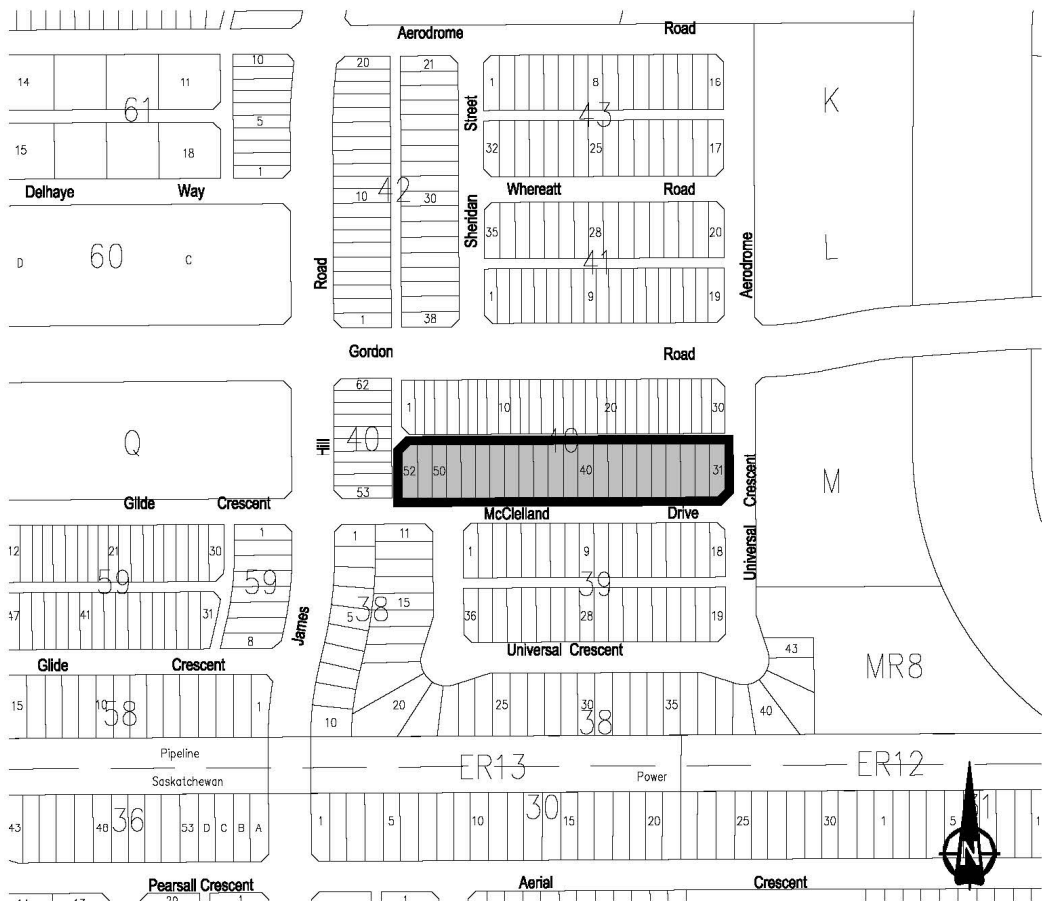 Aerodrome Road
10 20 21 1 8 16
14 11
61 K
5 43
Street
15 18 32 25 17
1
Delhaye Way 10 42 30 Whereatt Road
Sheridan
35 28 20
60 L
D C 41
Road Aerodrome
1 9 19
1 38
Gordon Road
62
1 10 20 30
Q Hill 40 40
52 50 40 31 M
53
Glide Crescent McClelland Drive
Universal Crescent
12 21 30 1 1 11 1 9 18
59 59 39
47 41 31 5 38 15 36 28 19
James 8
Universal Crescent 43
Glide Crescent MR8
15 10 1 20 25 30 35 40
58 10 38
Pipeline
ER13 ER12
Saskatchewan Power
43 48 36 53 D C B A 1 5 10 30 15 20 25 30 1 5 31
N
Pearsall Crescent Aerial Crescent
1 1